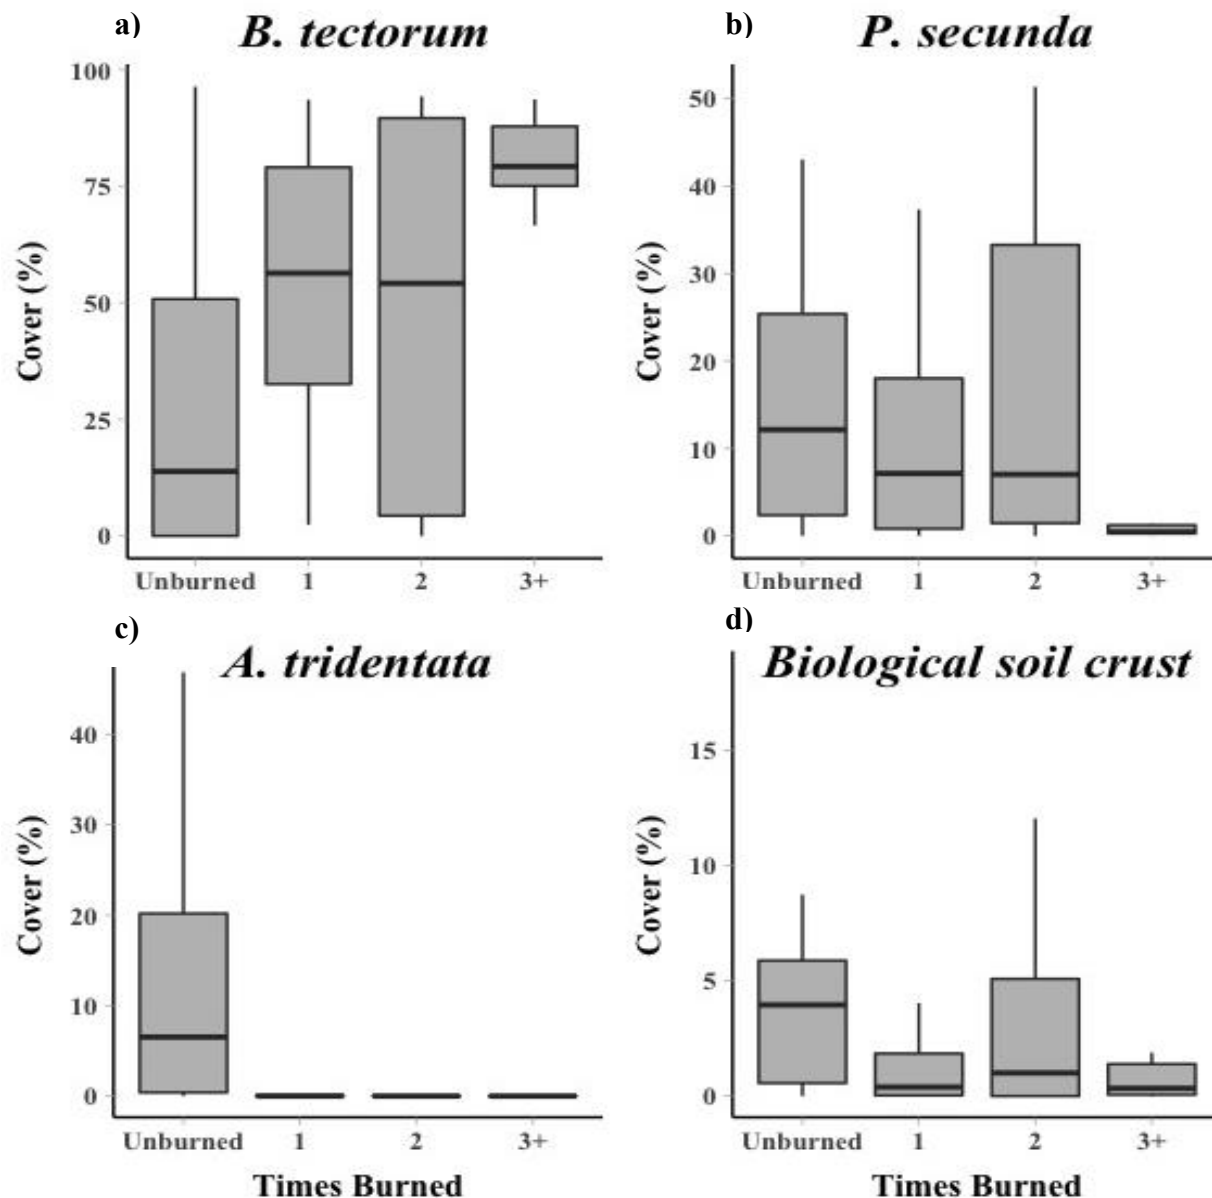 a) B. tectorum
100
75
50
25
0
Cover (%)
Unburned 1 2 3+
b) P. secunda
50
40
30
20
10
0
Cover (%)
Unburned 1 2 3+
c) A. tridentata
40
30
20
10
0
Cover (%)
Unburned 1 2 3+
Times Burned
d) Biological soil crust
15
10
5
0
Cover (%)
Unburned 1 2 3+
Times Burned